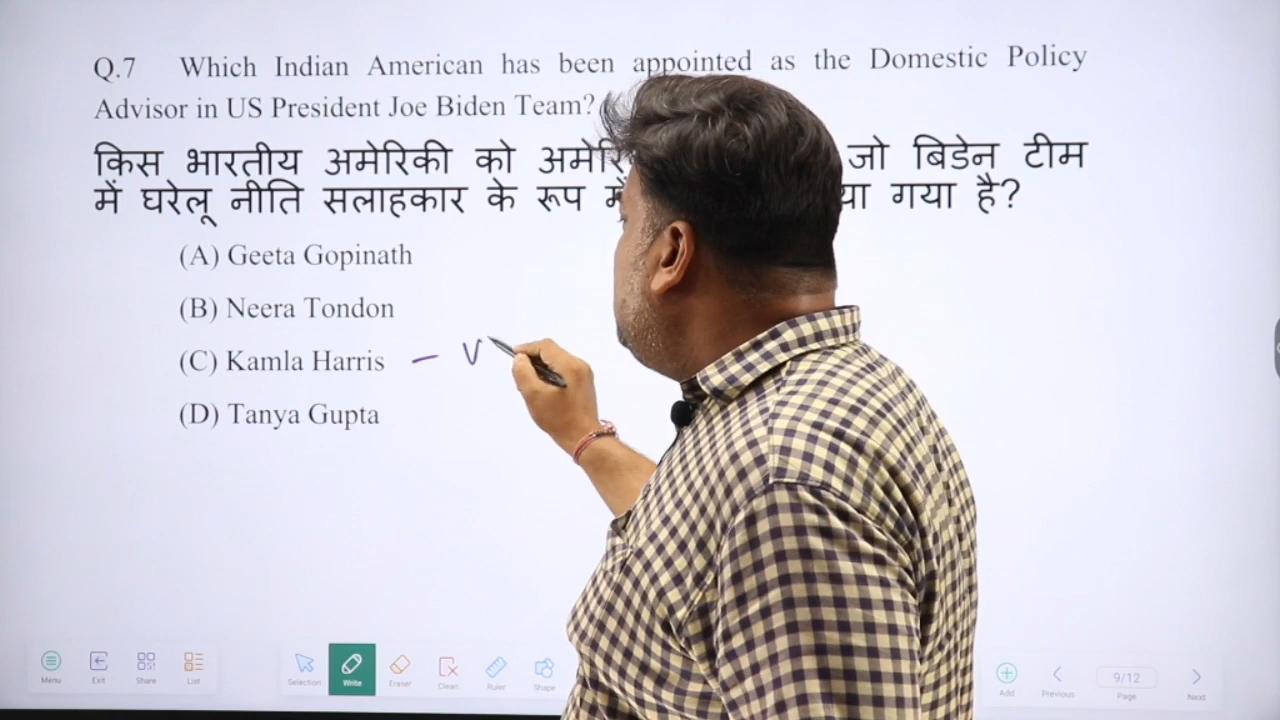 Q.7 Which Indian American has been appointed as the Domestic Policy
Advisor in US President Joe Biden Team?
किस भारतीय अमेरिकी को जो बिडेन टीम
में घरेलू नीति सलाहकार के रूप गया है?
(A) Geeta Gopinath
(B) Neera Tondon
(C) Kamla Harris – V
(D) Tanya Gupta
Menu Exit Share List Selection Write Eraser Clean Ruler Shape Add Previous 9/12 Page Next